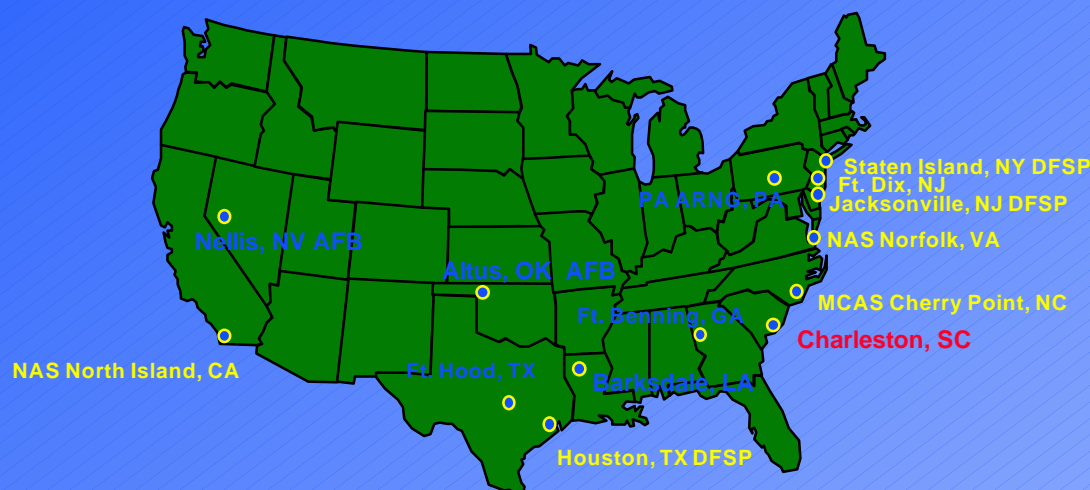 Staten Island, NY DFSP
Ft. Dix, NJ
PA ARNG, PA
Jacksonville, NJ DFSP
Nellis, NV AFB
NAS Norfolk, VA
Altus, OK AFB
MCAS Cherry Point, NC
Ft. Benning, GA
Charleston, SC
NAS North Island, CA
Ft. Hood, TX
Barksdale, LA
Houston, TX DFSP